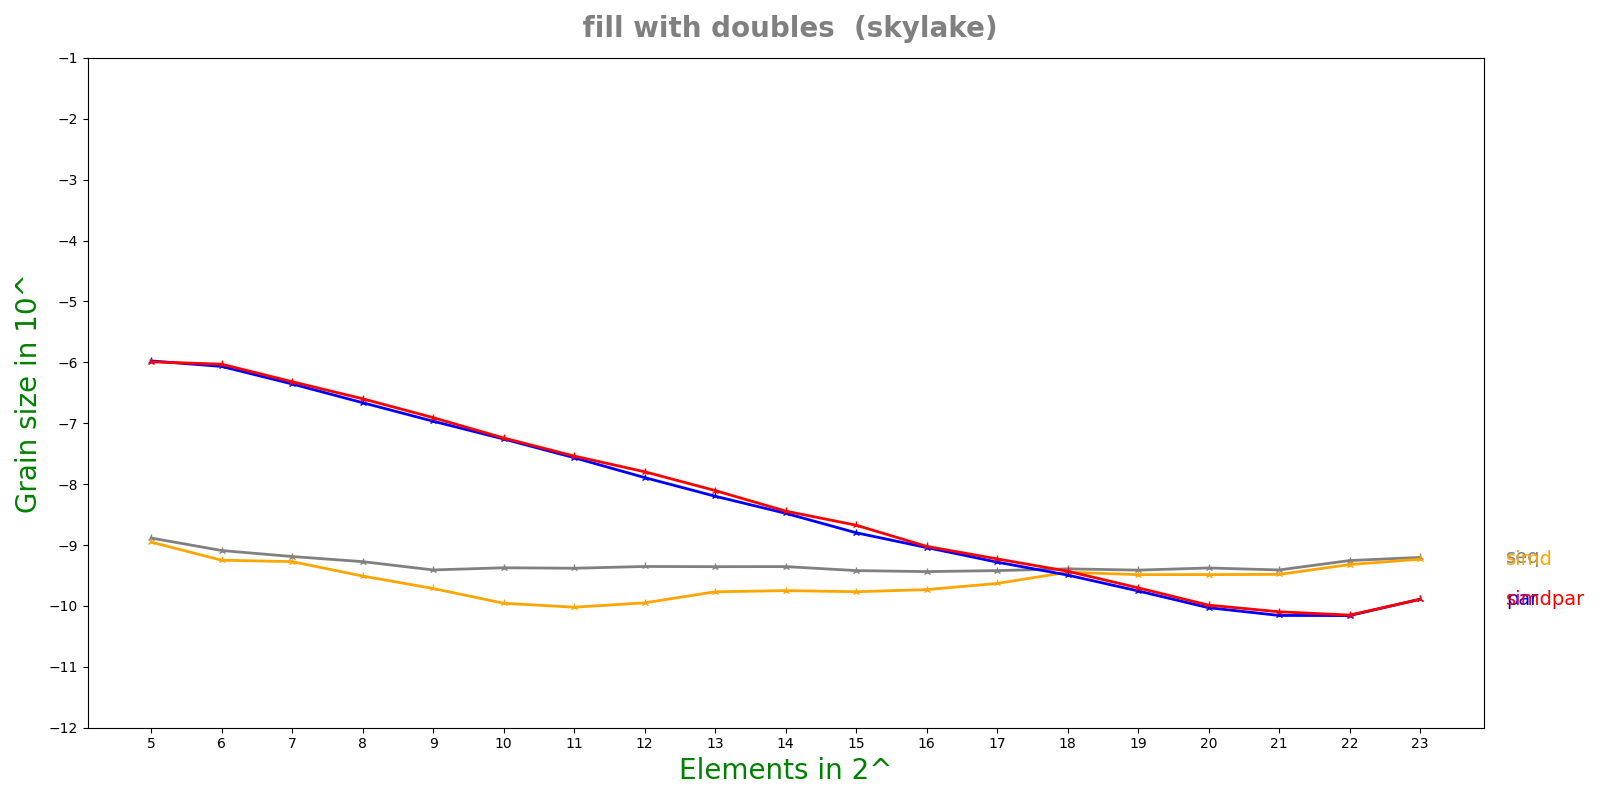 fill with doubles (skylake)
Grain size in 10^
−1
−2
−3
−4
−5
−6
−7
−8
−9
−10
−11
−12
seq
simd
par
simdpar
5 6 7 8 9 10 11 12 13 14 15 16 17 18 19 20 21 22 23
Elements in 2^